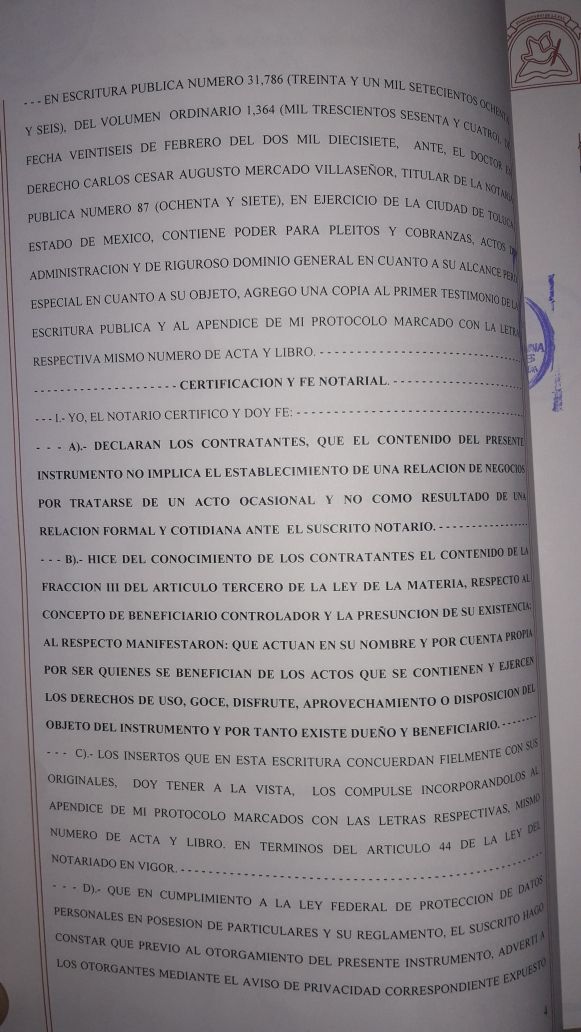 - - - EN ESCRITURA PUBLICA NUMERO 31,786 (TREINTA Y UN MIL SETECIENTOS OCHENTA
Y SEIS), DEL VOLUMEN ORDINARIO 1,364 (MIL TRESCIENTOS SESENTA Y CUATRO), DE
FECHA VEINTISEIS DE FEBRERO DEL DOS MIL DIECISIETE, ANTE, EL DOCTOR EN
DERECHO CARLOS CESAR AUGUSTO MERCADO VILLASEÑOR, TITULAR DE LA NOTARIA
PUBLICA NUMERO 87 (OCHENTA Y SIETE), EN EJERCICIO DE LA CIUDAD DE TOLUCA,
ESTADO DE MEXICO, CONTIENE PODER PARA PLEITOS Y COBRANZAS, ACTOS DE
ADMINISTRACION Y DE RIGUROSO DOMINIO GENERAL EN CUANTO A SU ALCANCE PERO
ESPECIAL EN CUANTO A SU OBJETO, AGREGO UNA COPIA AL PRIMER TESTIMONIO DE LA
ESCRITURA PUBLICA Y AL APENDICE DE MI PROTOCOLO MARCADO CON LA LETRA
RESPECTIVA MISMO NUMERO DE ACTA Y LIBRO. - - - - - - - - - - - - - - - - - - - - - - - - - - - - -
- - - - - - - - - - - - - - - - - - - - CERTIFICACION Y FE NOTARIAL. - - - - - - - - - - - - - - - - - - -
- - - I.- YO, EL NOTARIO CERTIFICO Y DOY FE: - - - - - - - - - - - - - - - - - - - - - - - - - - - - - - - -
- - - A).- DECLARAN LOS CONTRATANTES, QUE EL CONTENIDO DEL PRESENTE
INSTRUMENTO NO IMPLICA EL ESTABLECIMIENTO DE UNA RELACION DE NEGOCIOS
POR TRATARSE DE UN ACTO OCASIONAL Y NO COMO RESULTADO DE UNA
RELACION FORMAL Y COTIDIANA ANTE EL SUSCRITO NOTARIO. - - - - - - - - - - - - -
- - - B).- HICE DEL CONOCIMIENTO DE LOS CONTRATANTES EL CONTENIDO DE LA
FRACCION III DEL ARTICULO TERCERO DE LA LEY DE LA MATERIA, RESPECTO AL
CONCEPTO DE BENEFICIARIO CONTROLADOR Y LA PRESUNCION DE SU EXISTENCIA;
AL RESPECTO MANIFESTARON: QUE ACTUAN EN SU NOMBRE Y POR CUENTA PROPIA
POR SER QUIENES SE BENEFICIAN DE LOS ACTOS QUE SE CONTIENEN Y EJERCEN
LOS DERECHOS DE USO, GOCE, DISFRUTE, APROVECHAMIENTO O DISPOSICION DEL
OBJETO DEL INSTRUMENTO Y POR TANTO EXISTE DUEÑO Y BENEFICIARIO. - - - - - -
- - - C).- LOS INSERTOS QUE EN ESTA ESCRITURA CONCUERDAN FIELMENTE CON SUS
ORIGINALES, DOY TENER A LA VISTA, LOS COMPULSE INCORPORANDOLOS AL
APENDICE DE MI PROTOCOLO MARCADOS CON LAS LETRAS RESPECTIVAS, MISMO
NUMERO DE ACTA Y LIBRO. EN TERMINOS DEL ARTICULO 44 DE LA LEY DEL
NOTARIADO EN VIGOR. - - - - - - - - - - - - - - - - - - - - - - - - - - - - - - - - - - - - - - - - - - - - - - -
- - - D).- QUE EN CUMPLIMIENTO A LA LEY FEDERAL DE PROTECCION DE DATOS
PERSONALES EN POSESION DE PARTICULARES Y SU REGLAMENTO, EL SUSCRITO HAGO
CONSTAR QUE PREVIO AL OTORGAMIENTO DEL PRESENTE INSTRUMENTO, ADVERTI A
LOS OTORGANTES MEDIANTE EL AVISO DE PRIVACIDAD CORRESPONDIENTE EXPUESTO
4